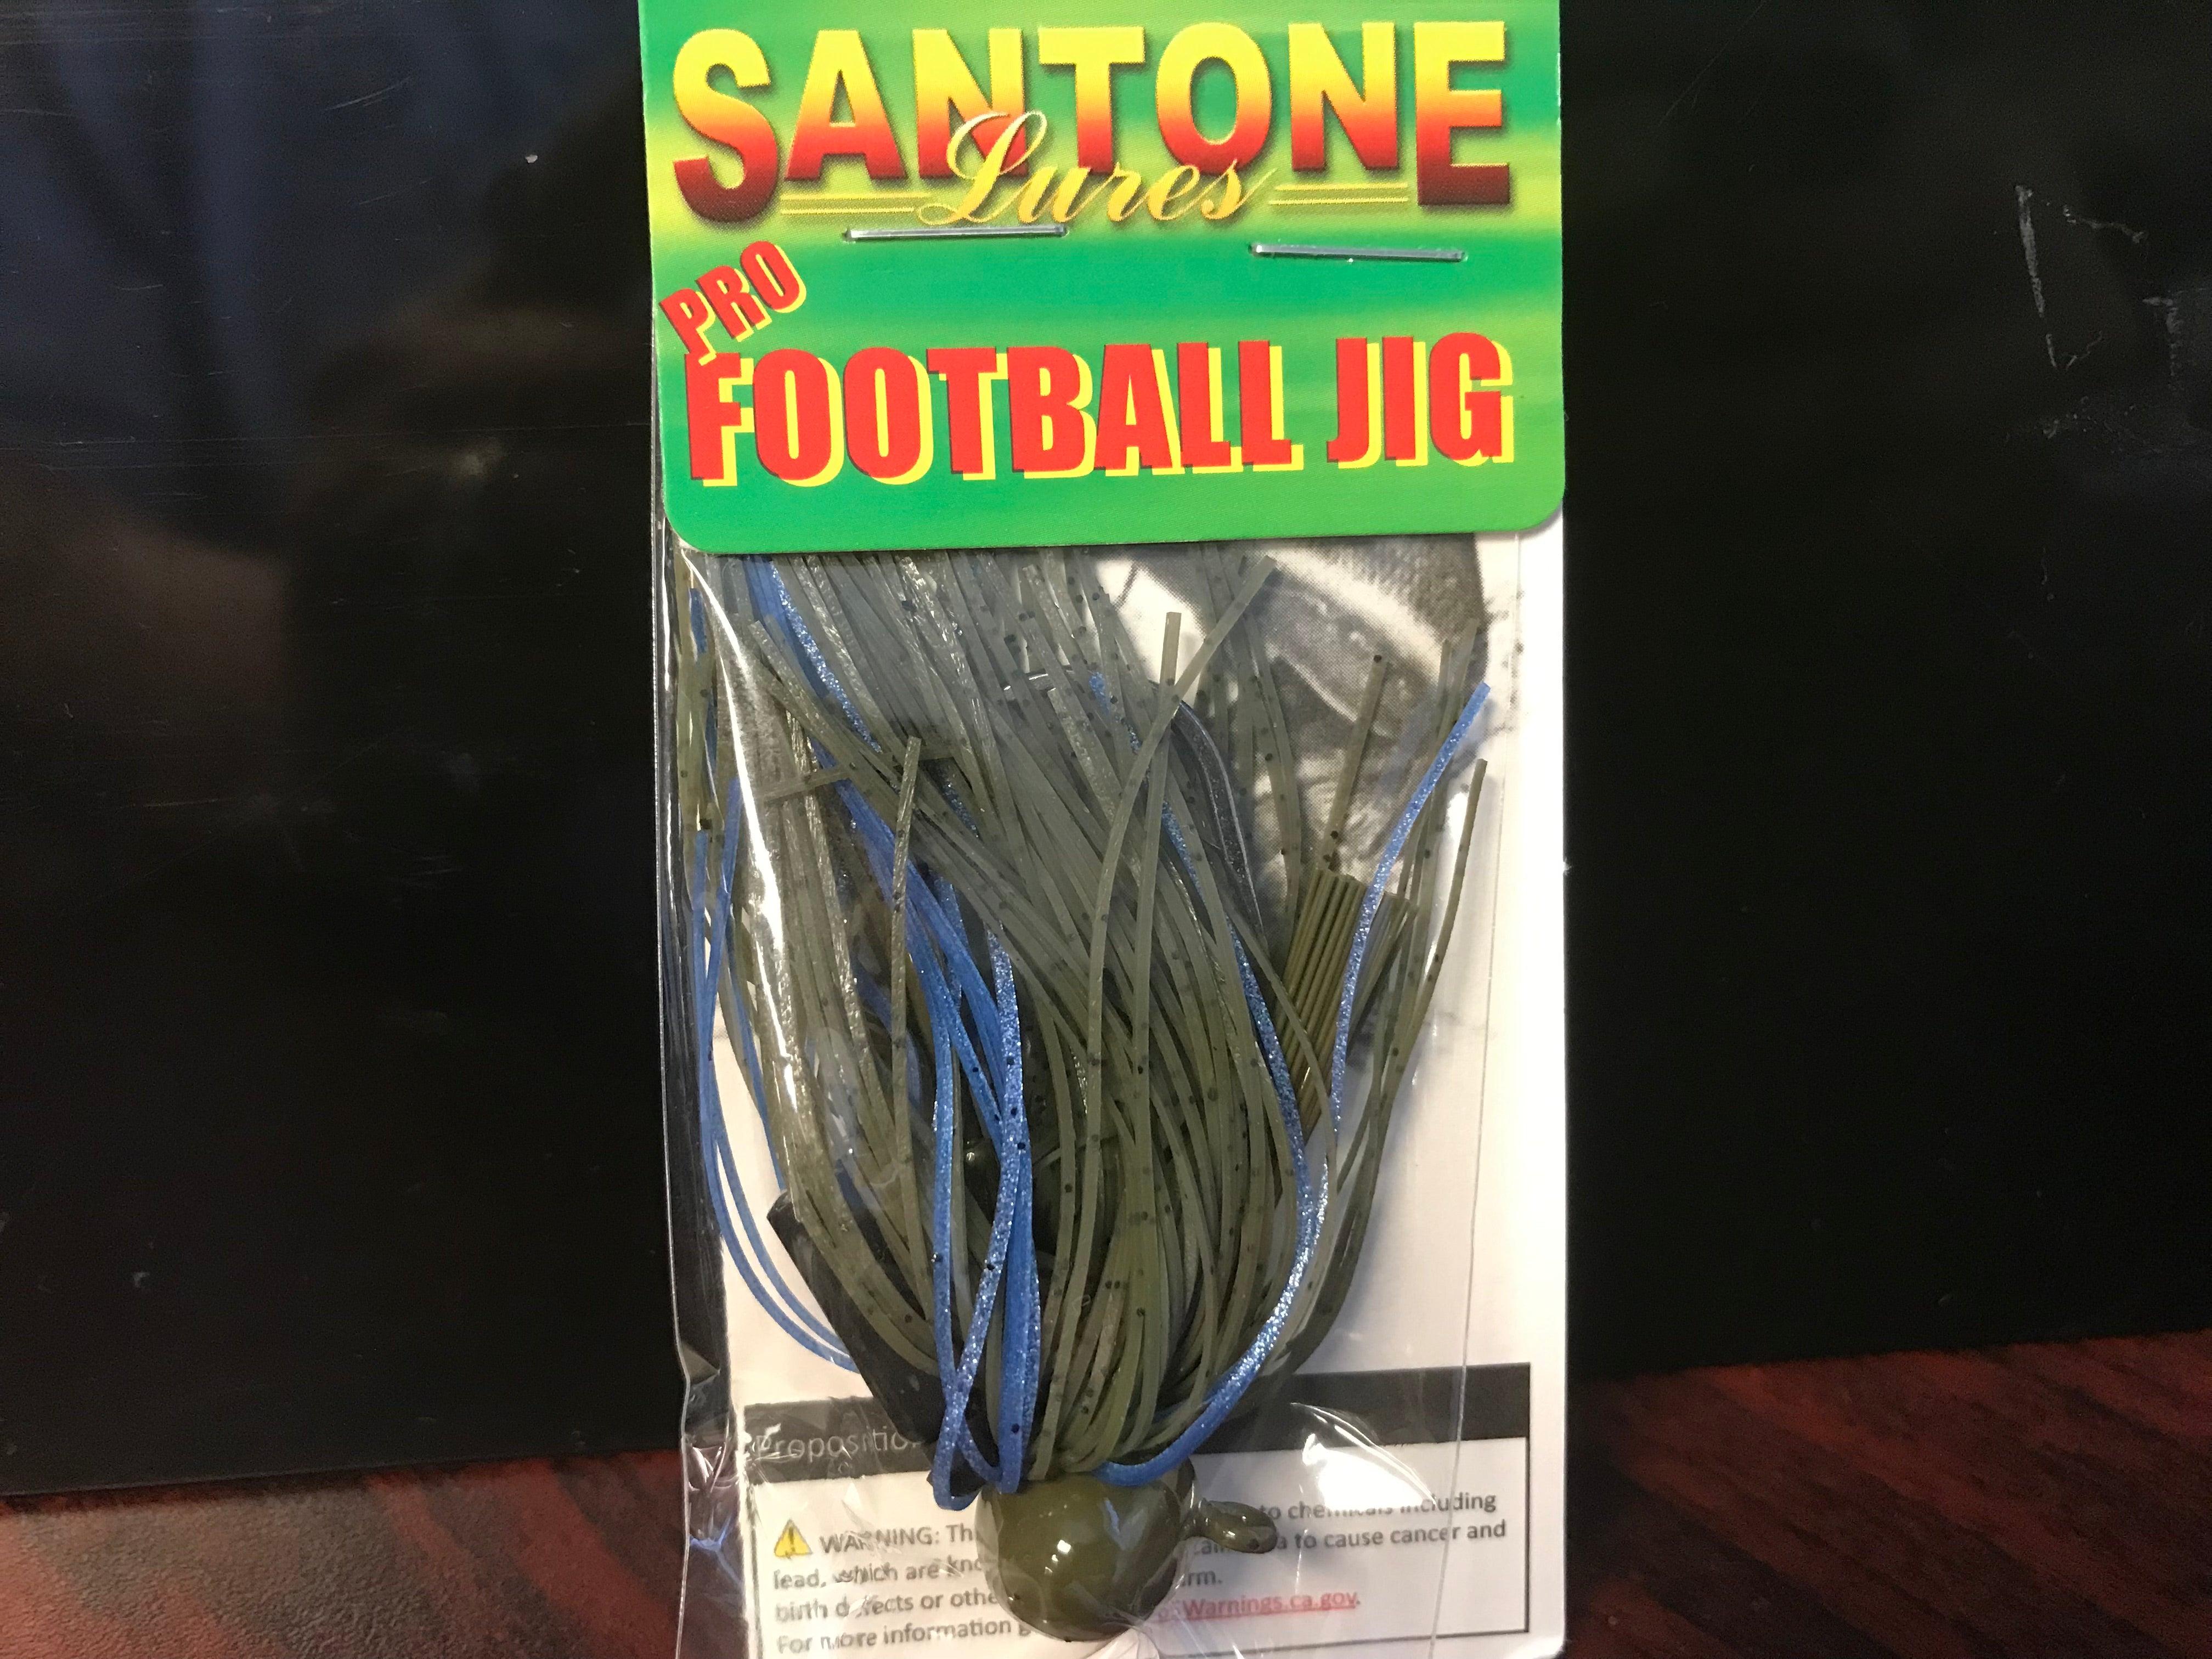 SANTONE
Lures
PRO
FOOTBALL JIG
WARNING:
to chemicals including
lead, which are to cause cancer and
birth defects or
For more information
Warnings.ca.gov.